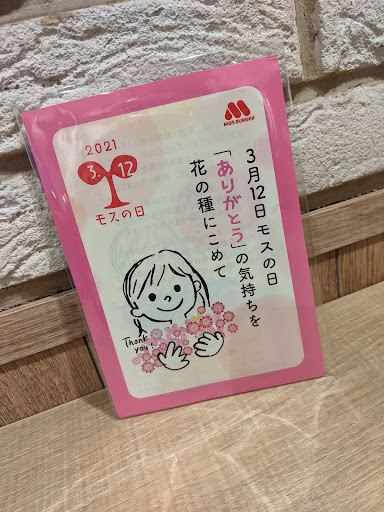 2021
3.12
モスの日
MOS BURGER
3月12日 モスの日
「ありがとう」の気持ちを
花の種にこめて
Thank
you!